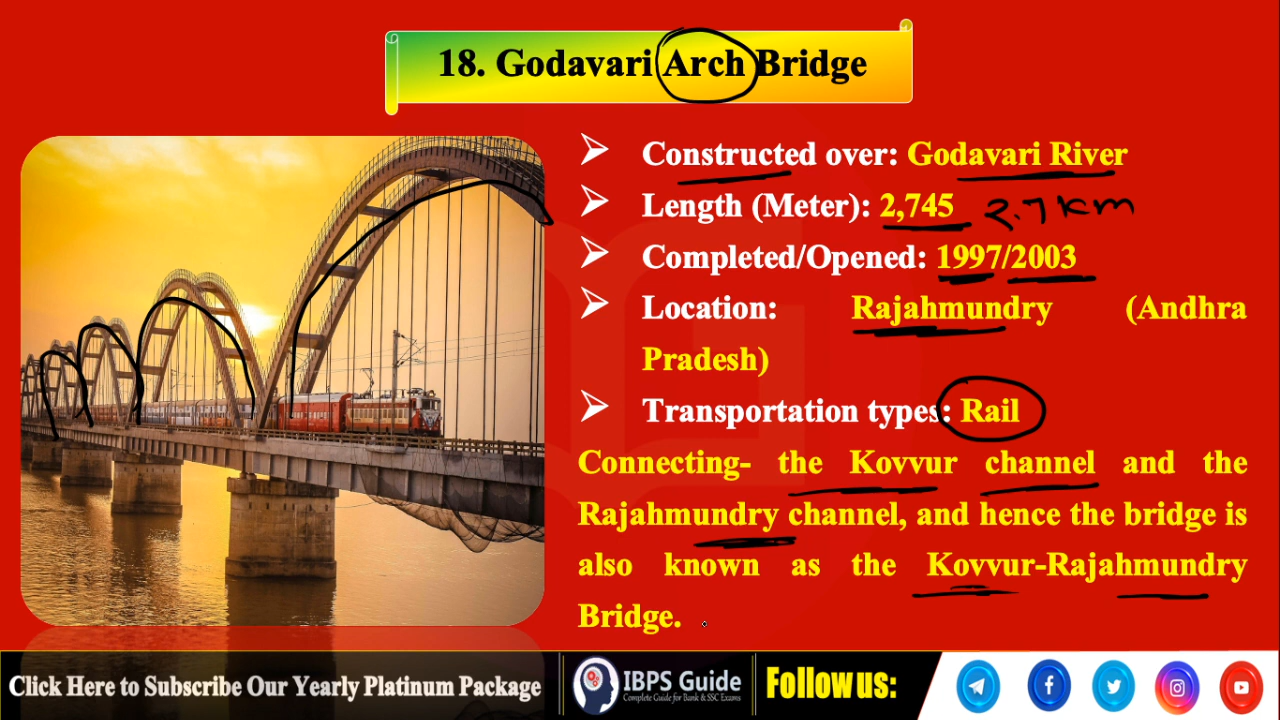 18. Godavari Arch Bridge
Constructed over: Godavari River
Length (Meter): 2,745 2.7 km
Completed/Opened: 1997/2003
Location: Rajahmundry (Andhra
Pradesh)
Transportation types: Rail
Connecting- the Kovvur channel and the
Rajahmundry channel, and hence the bridge is
also known as the Kovvur-Rajahmundry
Bridge.
Click Here to Subscribe Our Yearly Platinum Package
IBPS Guide
Complete Guide for Bank & SSC Exams
Follow us: